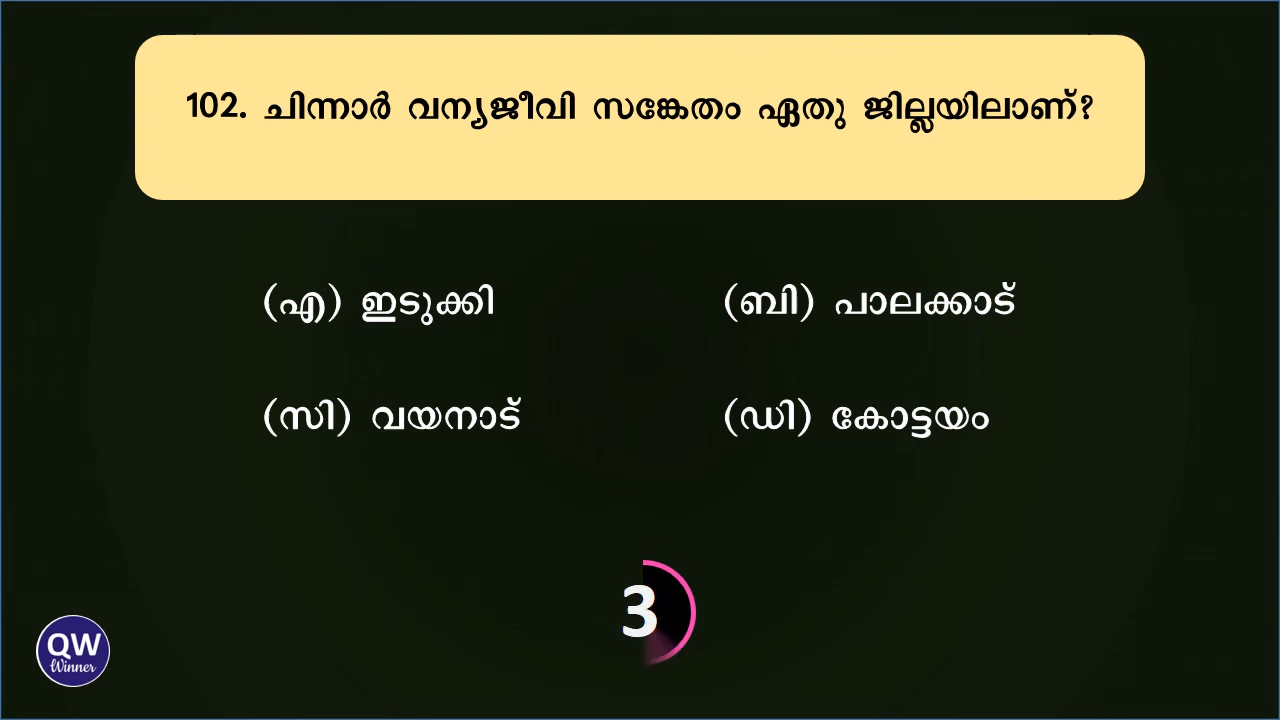 102. ചിന്നാർ വന്യജീവി സങ്കേതം ഏതു ജില്ലയിലാണ്?
(എ) ഇടുക്കി
(ബി) പാലക്കാട്
(സി) വയനാട്
(ഡി) കോട്ടയം
3
QW
Winner